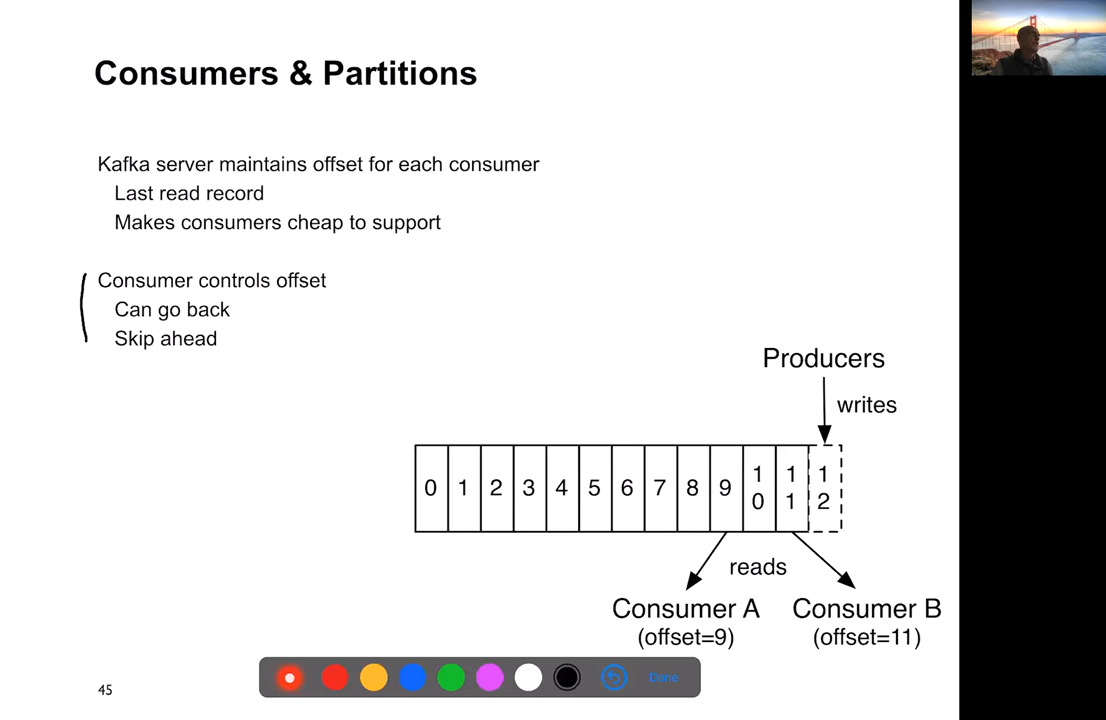 Consumers & Partitions
Kafka server maintains offset for each consumer
Last read record
Makes consumers cheap to support
Consumer controls offset
Can go back
Skip ahead
Producers
writes
0 1 2 3 4 5 6 7 8 9 10 11 12
reads
Consumer A Consumer B
(offset=9) (offset=11)
Done
45